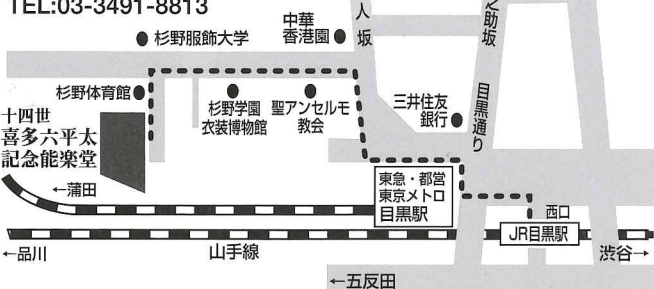 TEL:03-3491-8813
中華
香港園
人坂
之助坂
杉野服飾大学
目黒通り
杉野体育館
杉野学園
衣装博物館
聖アンセルモ
教会
三井住友
銀行
十四世
喜多六平太
記念能楽堂
←蒲田
東急・都営
東京メトロ
目黒駅
西口
JR目黒駅
←品川
山手線
渋谷→
←五反田